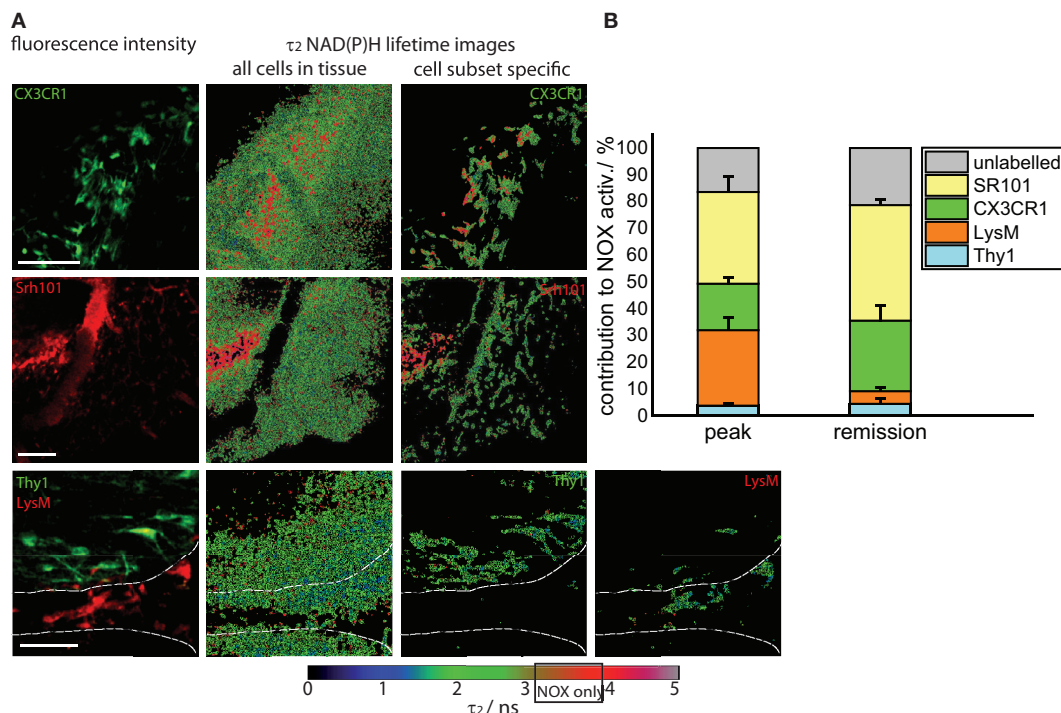 A
B
fluorescence intensity
τ2 NAD(P)H lifetime images
all cells in tissue
cell subset specific
CX3CR1
CX3CR1
Srh101
Srh101
Thy1
LysM
Thy1
LysM
0 1 2 3 4 5
NOX only
τ2/ ns
contribution to NOX activ./ %
100
90
80
70
60
50
40
30
20
10
0
peak
remission
unlabelled
SR101
CX3CR1
LysM
Thy1